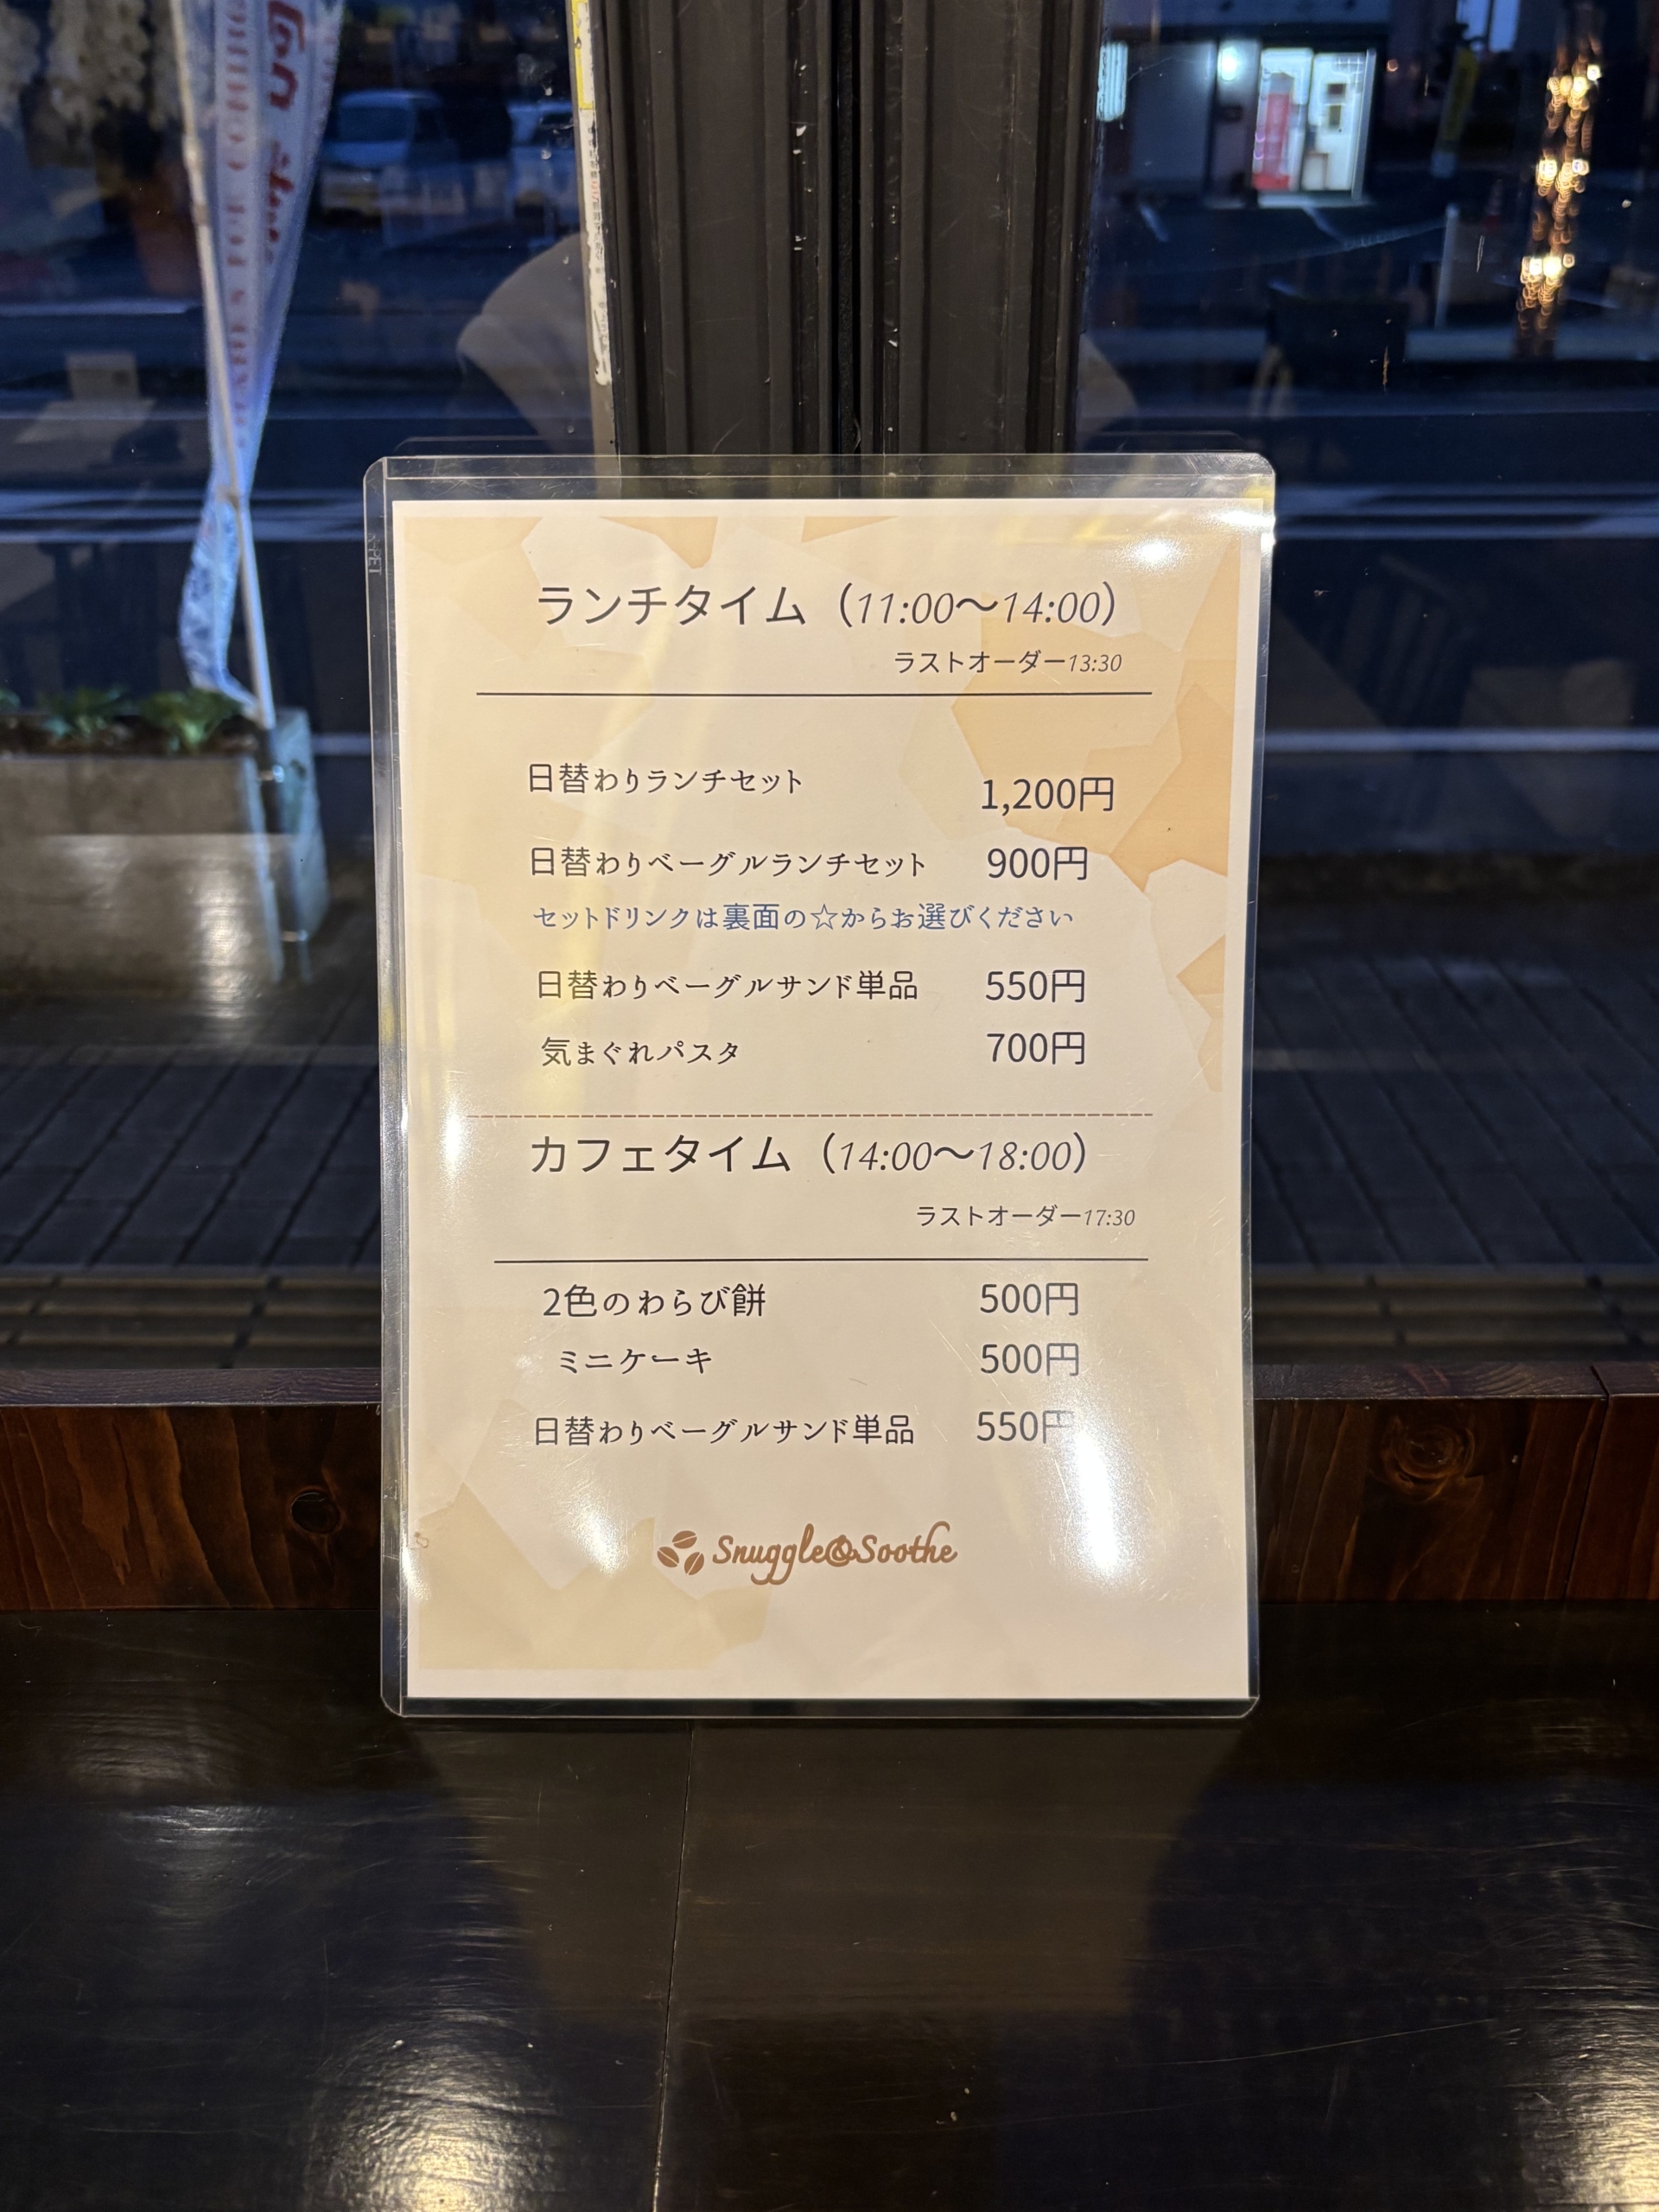 ランチタイム（11:00〜14:00）
ラストオーダー13:30
日替わりランチセット 1,200円
日替わりベーグルランチセット 900円
セットドリンクは裏面の☆からお選びください
日替わりベーグルサンド単品 550円
気まぐれパスタ 700円
カフェタイム（14:00〜18:00）
ラストオーダー17:30
2色のわらび餅 500円
ミニケーキ 500円
日替わりベーグルサンド単品 550円
Snuggle&Soothe